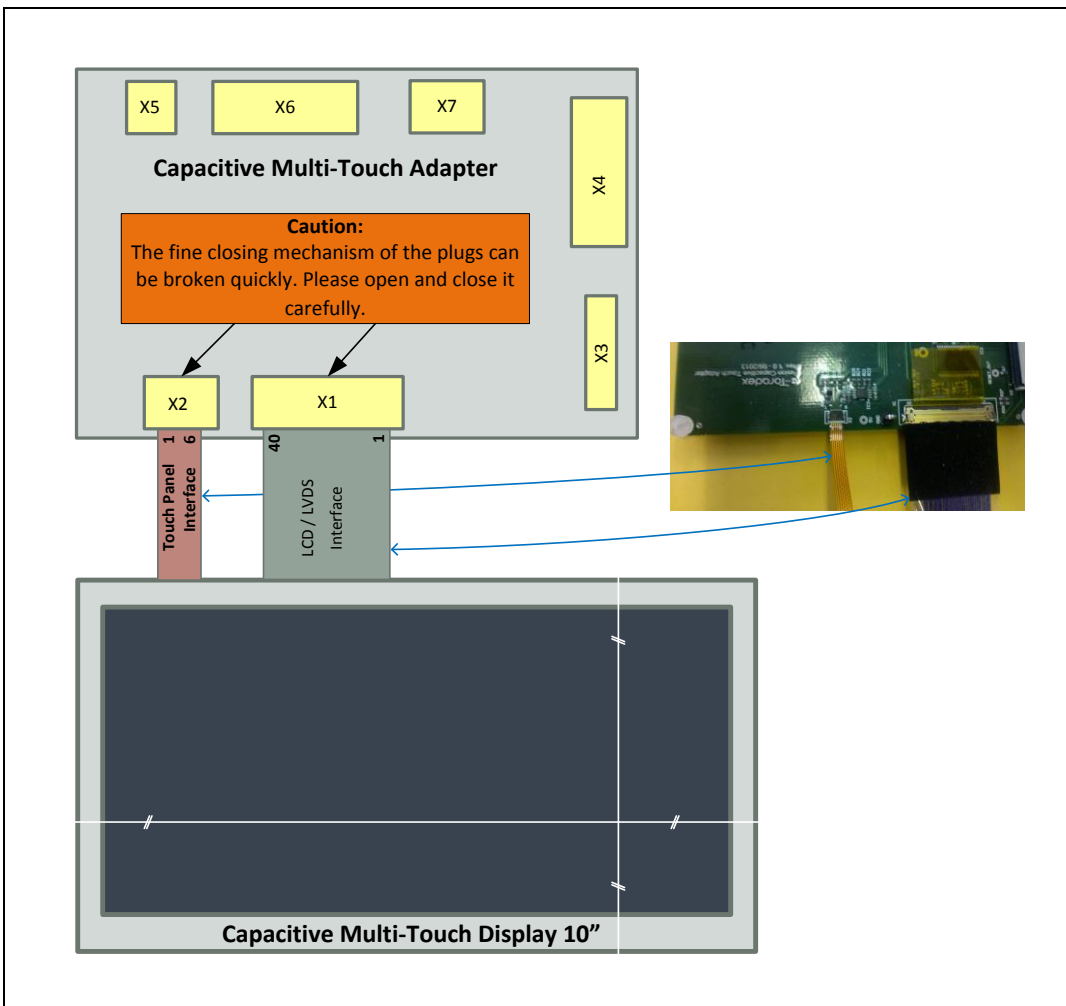 X5
X6
X7
Capacitive Multi-Touch Adapter
X4
Caution:
The fine closing mechanism of the plugs can
be broken quickly. Please open and close it
carefully.
X3
X2
X1
1
6
40
1
Touch Panel
Interface
LCD / LVDS
Interface
Toradex
Capacitive Multi-Touch Display 10”